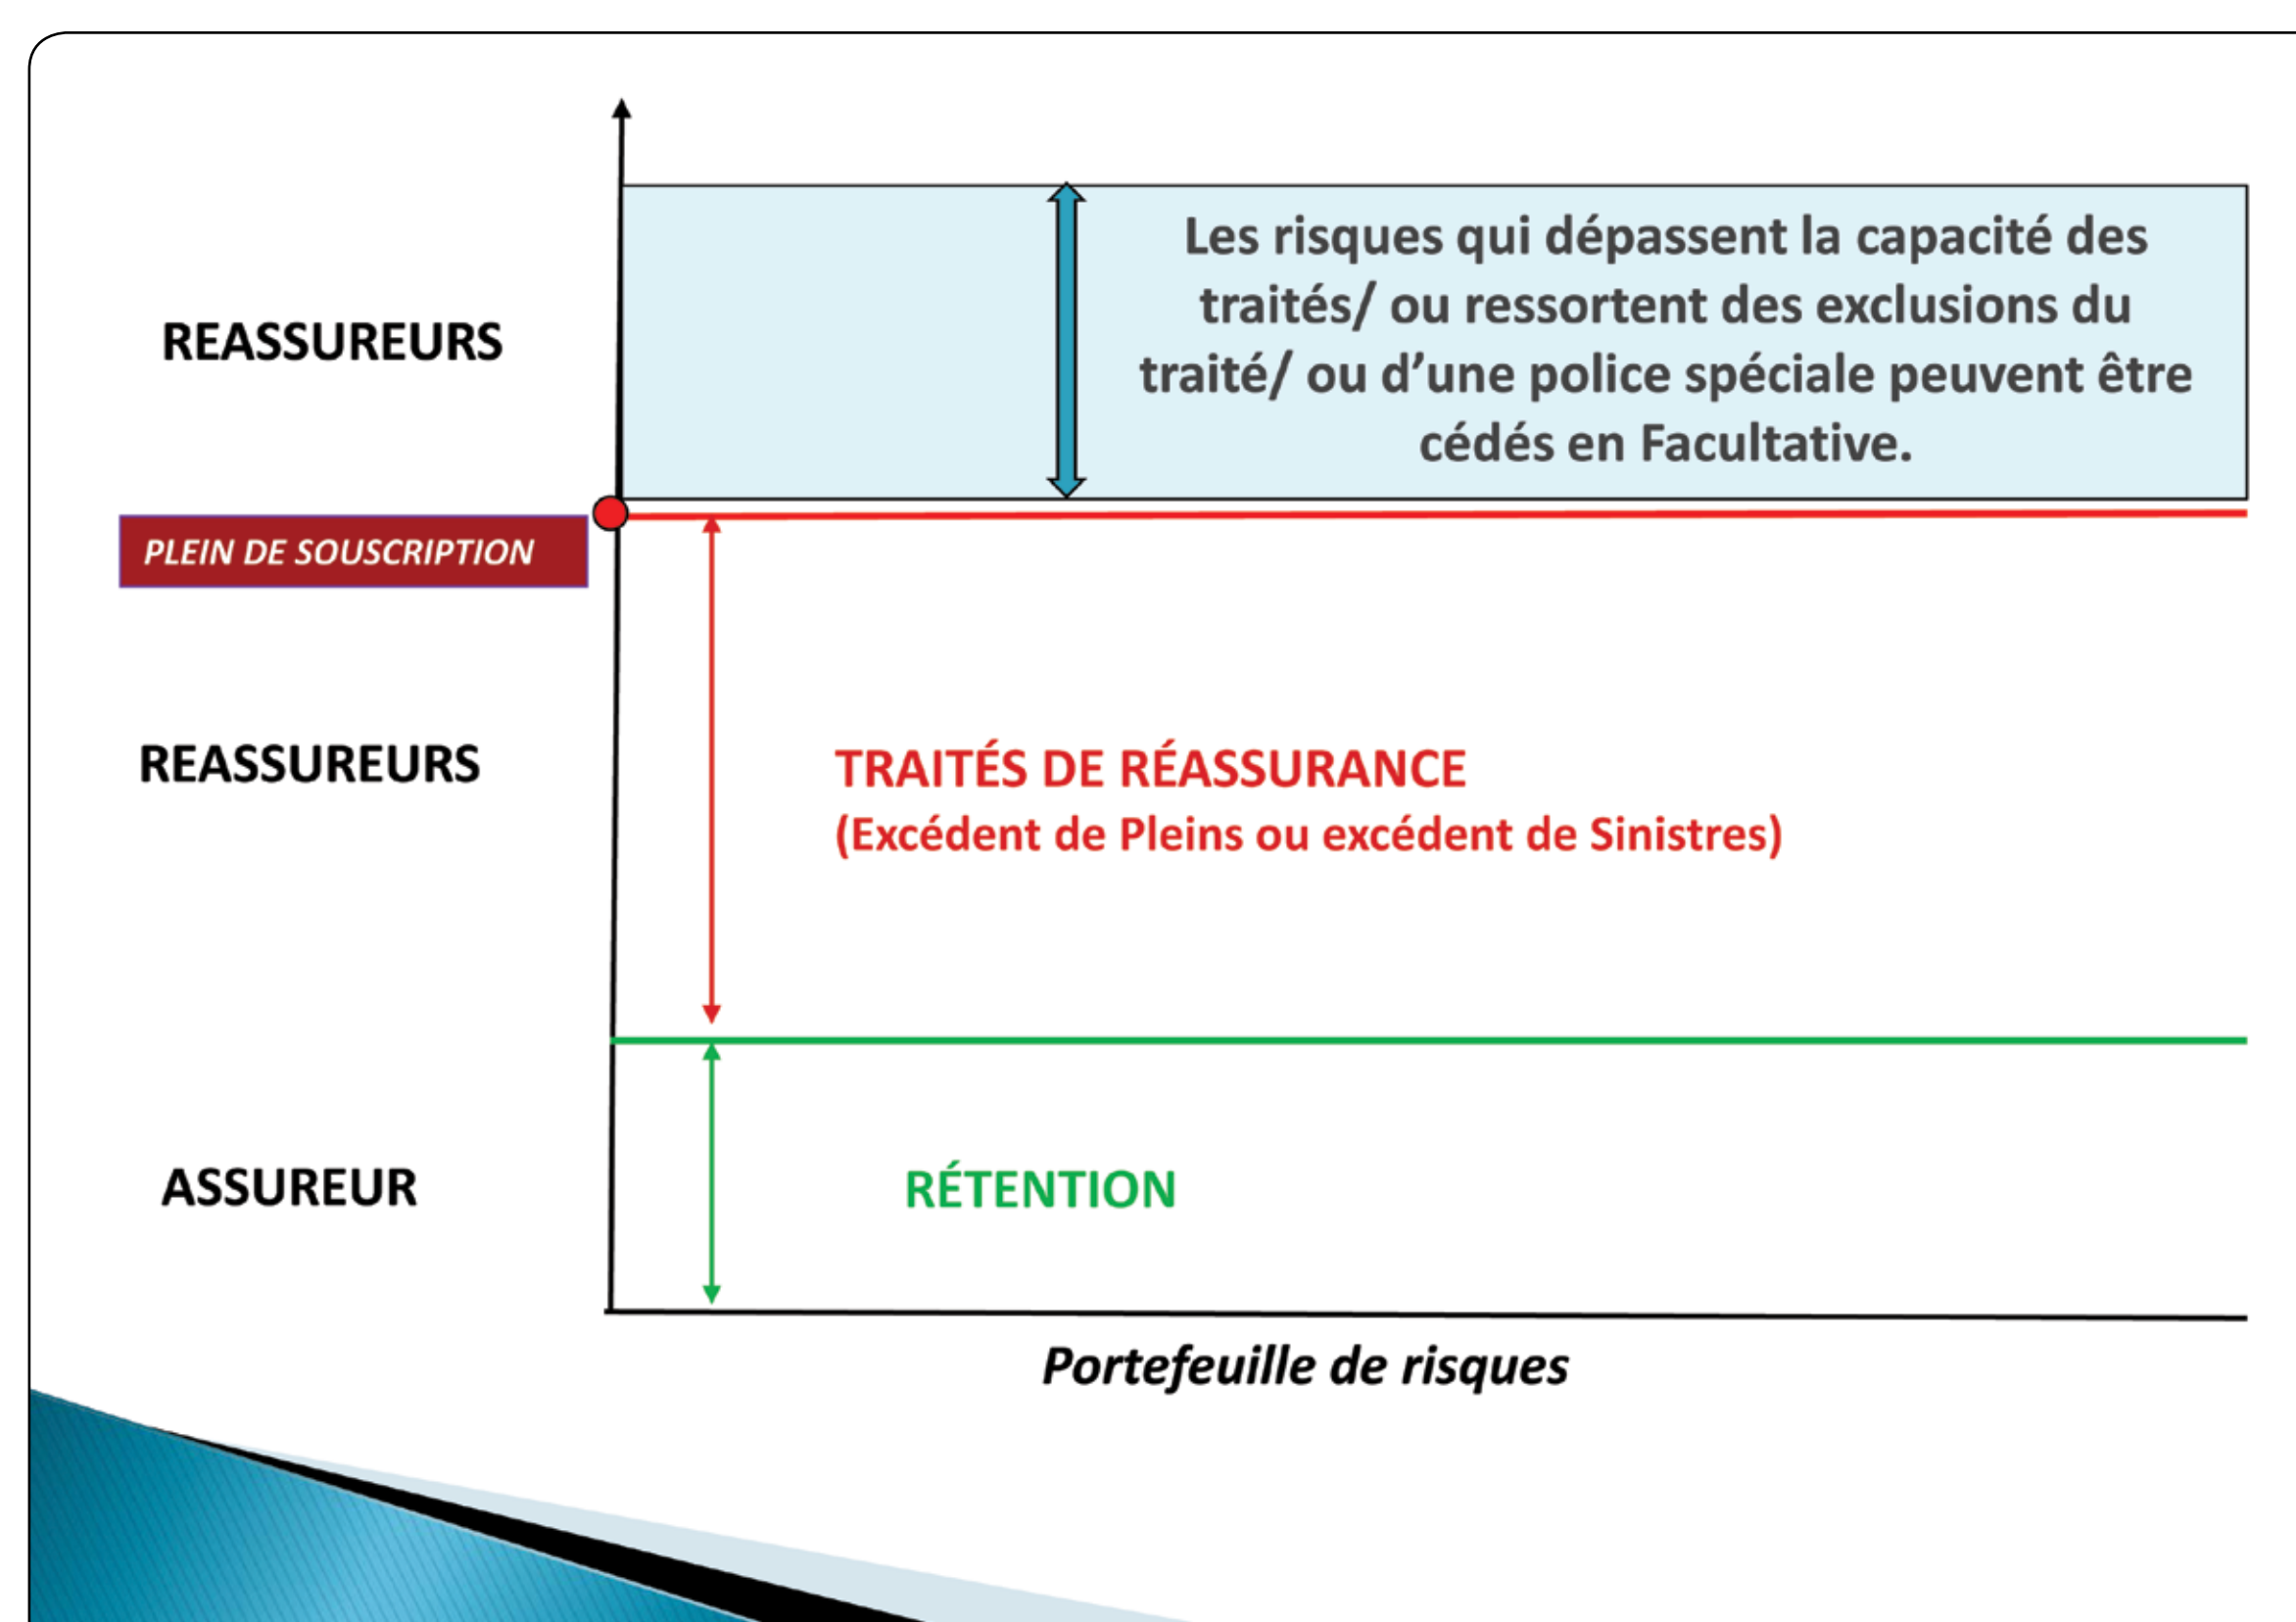 REASSUREURS
Les risques qui dépassent la capacité des
traités/ ou ressortent des exclusions du
traité/ ou d’une police spéciale peuvent être
cédés en Facultative.
PLEIN DE SOUSCRIPTION
REASSUREURS
TRAITÉS DE RÉASSURANCE
(Excédent de Pleins ou excédent de Sinistres)
ASSUREUR
RÉTENTION
Portefeuille de risques